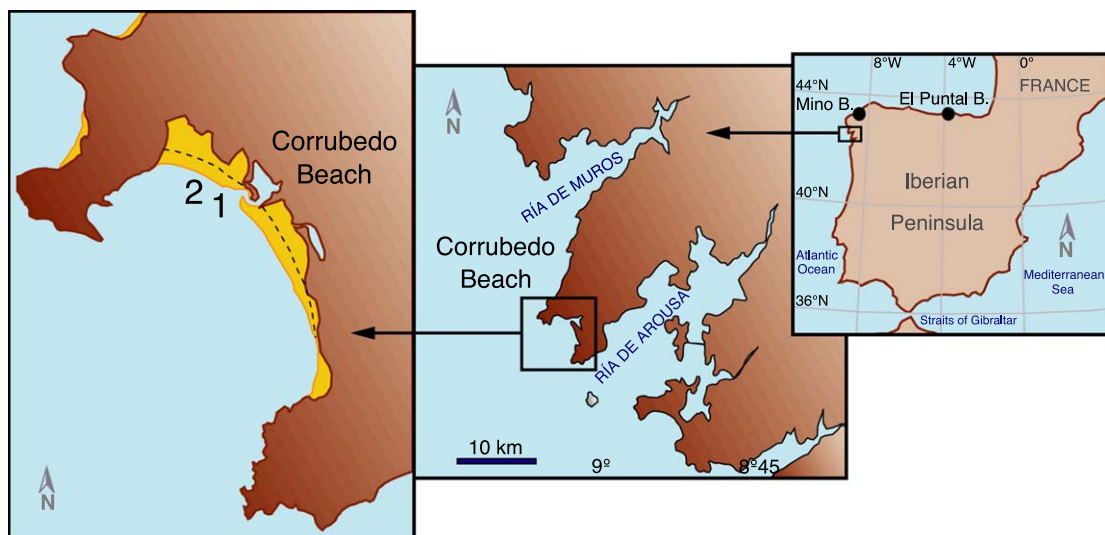 Corrubedo
Beach
2 1
N
N
RÍA DE MUROS
Corrubedo
Beach
RÍA DE AROUSA
10 km
9º
8º45
8°W
4°W
0°
44°N
FRANCE
Mino B.
El Puntal B.
40°N
Iberian
Peninsula
N
Atlantic
Ocean
Mediterranean
Sea
36°N
Straits of Gibraltar